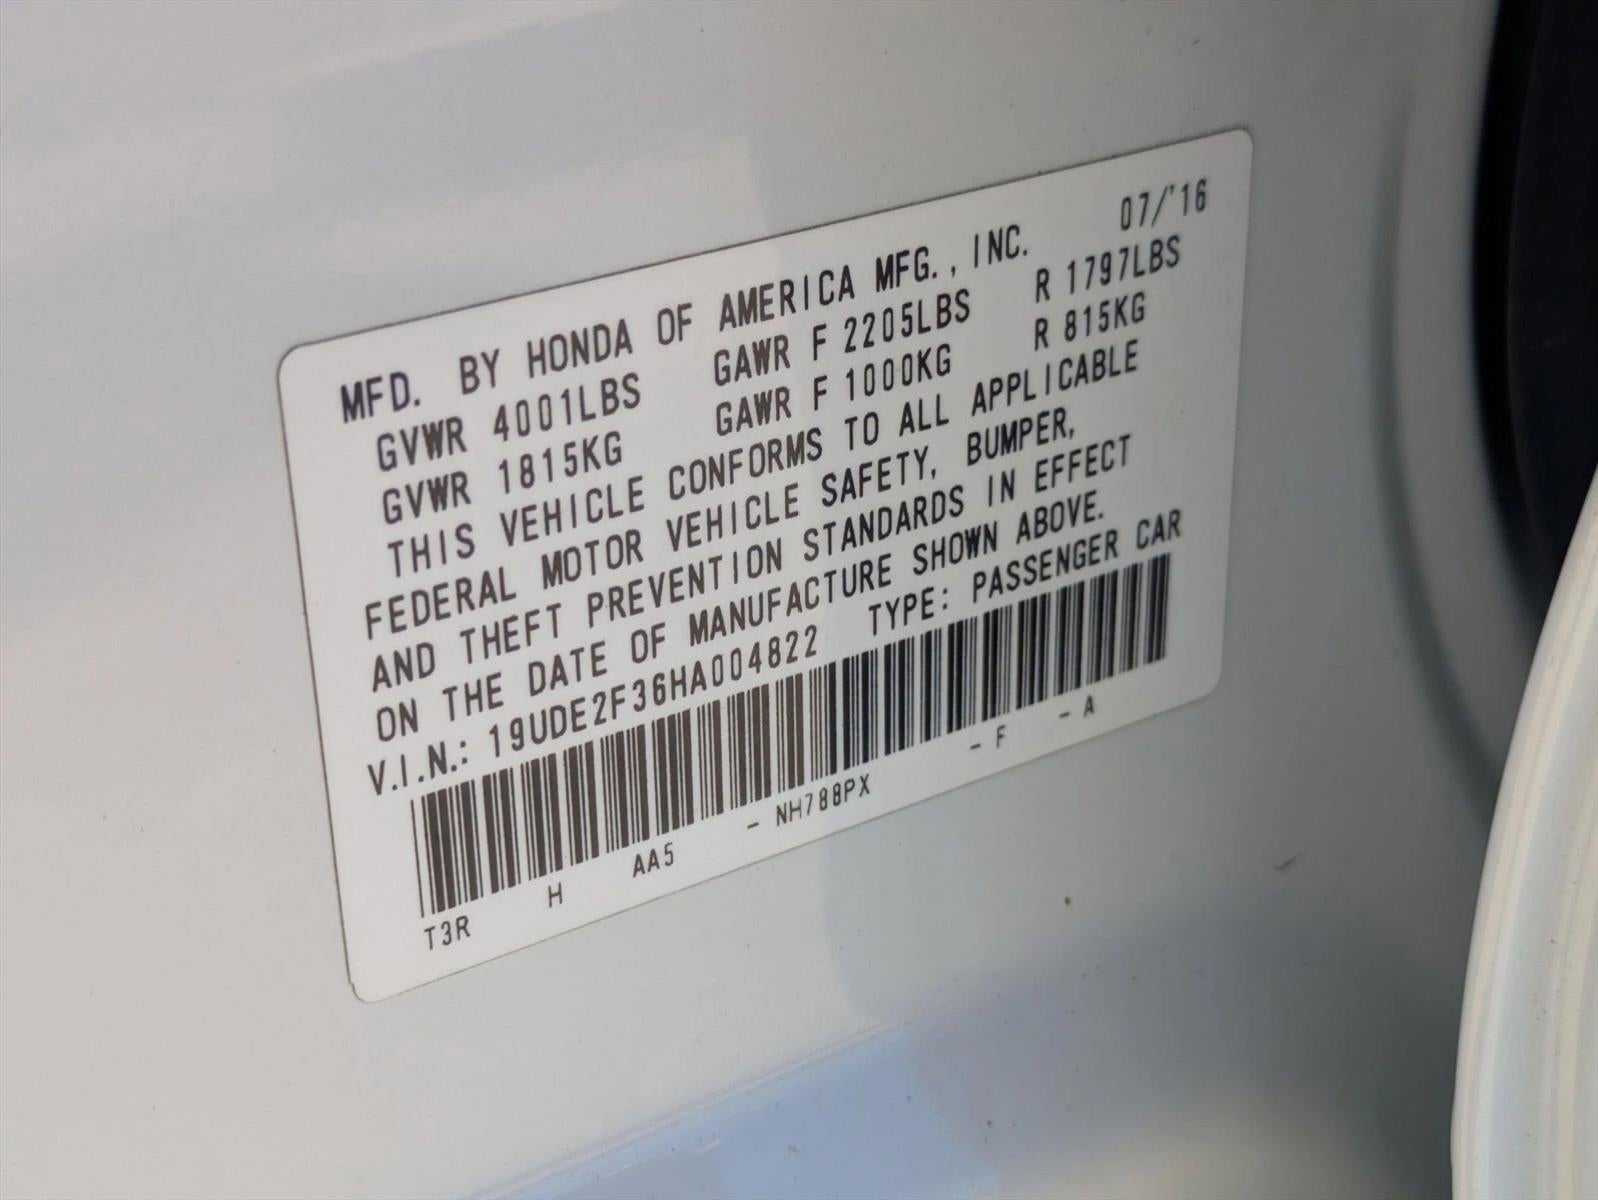 07/'16
MFD. BY HONDA OF AMERICA MFG., INC.
GVWR 4001LBS GAWR F 2205LBS R 1797LBS
GVWR 1815KG GAWR F 1000KG R 815KG
THIS VEHICLE CONFORMS TO ALL APPLICABLE
FEDERAL MOTOR VEHICLE SAFETY, BUMPER,
AND THEFT PREVENTION STANDARDS IN EFFECT
ON THE DATE OF MANUFACTURE SHOWN ABOVE.
V.I.N.: 19UDE2F36HA004822 TYPE: PASSENGER CAR
T3R H AA5 - NH788PX - F - A